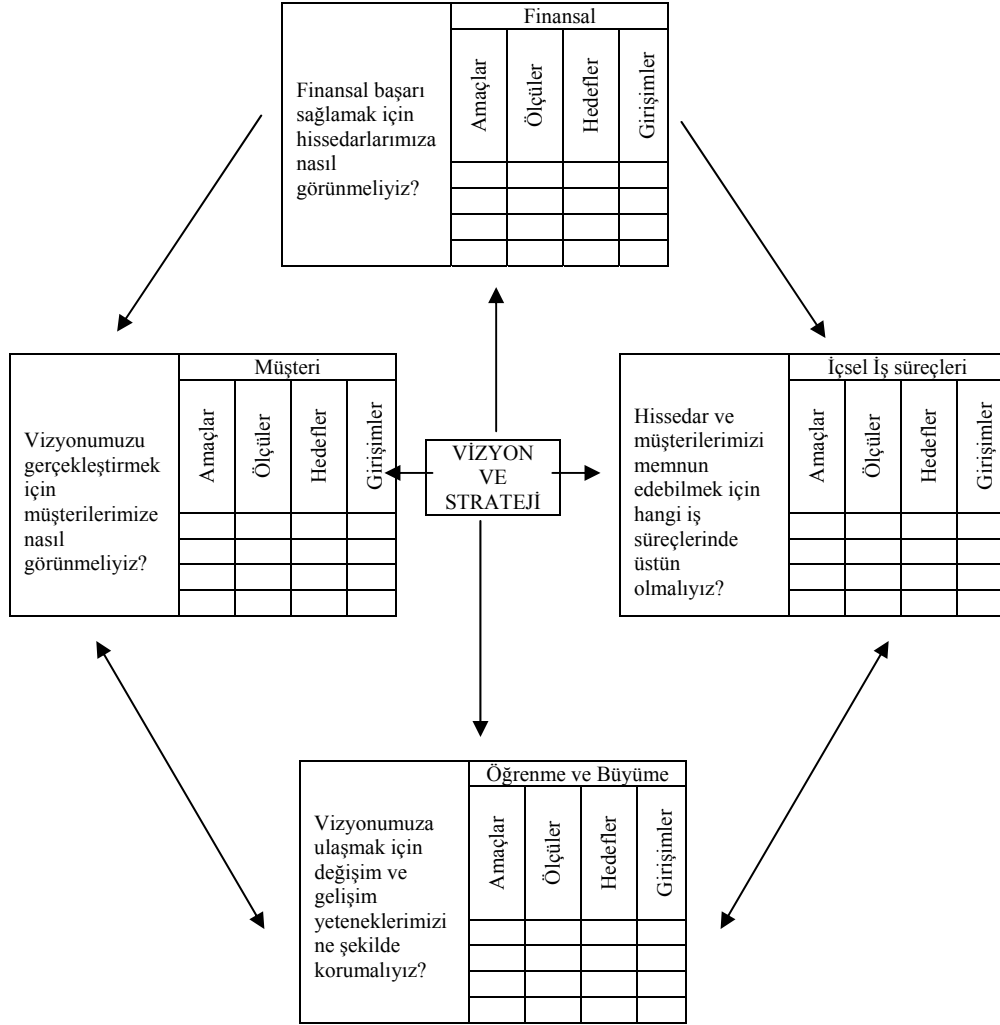 Finansal
Finansal başarı
sağlamak için
hissedarlarımıza
nasıl
görünmeliyiz?
Amaçlar
Ölçüler
Hedefler
Girişimler
Müşteri
Vizyonumuzu
gerçekleştirmek
için
müşterilerimize
nasıl
görünmeliyiz?
Amaçlar
Ölçüler
Hedefler
Girişimler
VİZYON
VE
STRATEJİ
İçsel İş süreçleri
Hissedar ve
müşterilerimizi
memnun
edebilmek için
hangi iş
süreçlerinde
üstün
olmalıyız?
Amaçlar
Ölçüler
Hedefler
Girişimler
Öğrenme ve Büyüme
Vizyonumuza
ulaşmak için
değişim ve
gelişim
yeteneklerimizi
ne şekilde
korumalıyız?
Amaçlar
Ölçüler
Hedefler
Girişimler